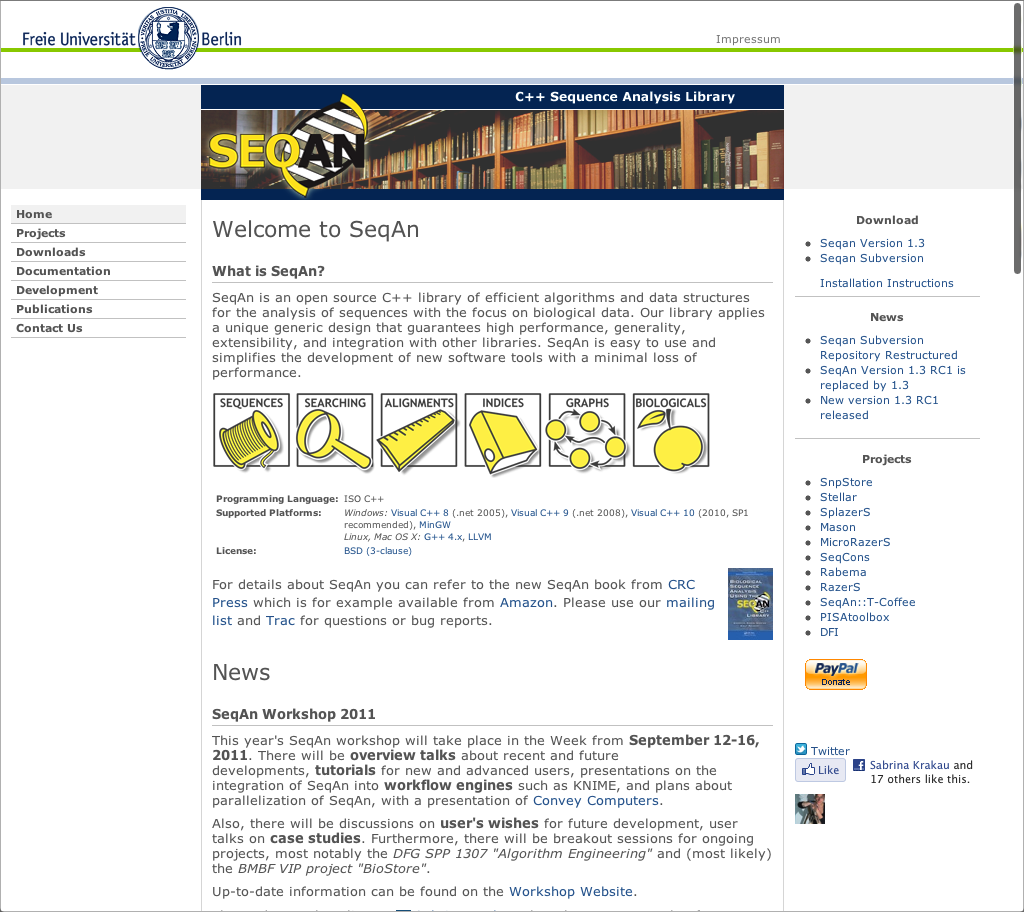 Freie Universität Berlin
Impressum
C++ Sequence Analysis Library
SEQAN
Home
Projects
Downloads
Documentation
Development
Publications
Contact Us
Welcome to SeqAn
What is SeqAn?
SeqAn is an open source C++ library of efficient algorithms and data structures
for the analysis of sequences with the focus on biological data. Our library applies
a unique generic design that guarantees high performance, generality,
extensibility, and integration with other libraries. SeqAn is easy to use and
simplifies the development of new software tools with a minimal loss of
performance.
SEQUENCES SEARCHING ALIGNMENTS INDICES GRAPHS BIOLOGICALS
Programming Language: ISO C++
Supported Platforms: Windows: Visual C++ 8 (.net 2005), Visual C++ 9 (.net 2008), Visual C++ 10 (2010, SP1
recommended), MinGW
Linux, Mac OS X: G++ 4.x, LLVM
License: BSD (3-clause)
For details about SeqAn you can refer to the new SeqAn book from CRC
Press which is for example available from Amazon. Please use our mailing
list and Trac for questions or bug reports.
BIOLOGICAL
SEQUENCE
ANALYSIS
SEQAN
LIBRARY
News
SeqAn Workshop 2011
This year's SeqAn workshop will take place in the Week from September 12-16,
2011. There will be overview talks about recent and future
developments, tutorials for new and advanced users, presentations on the
integration of SeqAn into workflow engines such as KNIME, and plans about
parallelization of SeqAn, with a presentation of Convey Computers.
Also, there will be discussions on user's wishes for future development, user
talks on case studies. Furthermore, there will be breakout sessions for ongoing
projects, most notably the DFG SPP 1307 "Algorithm Engineering" and (most likely)
the BMBF VIP project "BioStore".
Up-to-date information can be found on the Workshop Website.
Download
Seqan Version 1.3
Seqan Subversion
Installation Instructions
News
Seqan Subversion
Repository Restructured
SeqAn Version 1.3 RC1 is
replaced by 1.3
New version 1.3 RC1
released
Projects
SnpStore
Stellar
SplazerS
Mason
MicroRazerS
SeqCons
Rabema
RazerS
SeqAn::T-Coffee
PISAtoolbox
DFI
PayPal
Donate
Twitter
Like
Sabrina Krakau and
17 others like this.